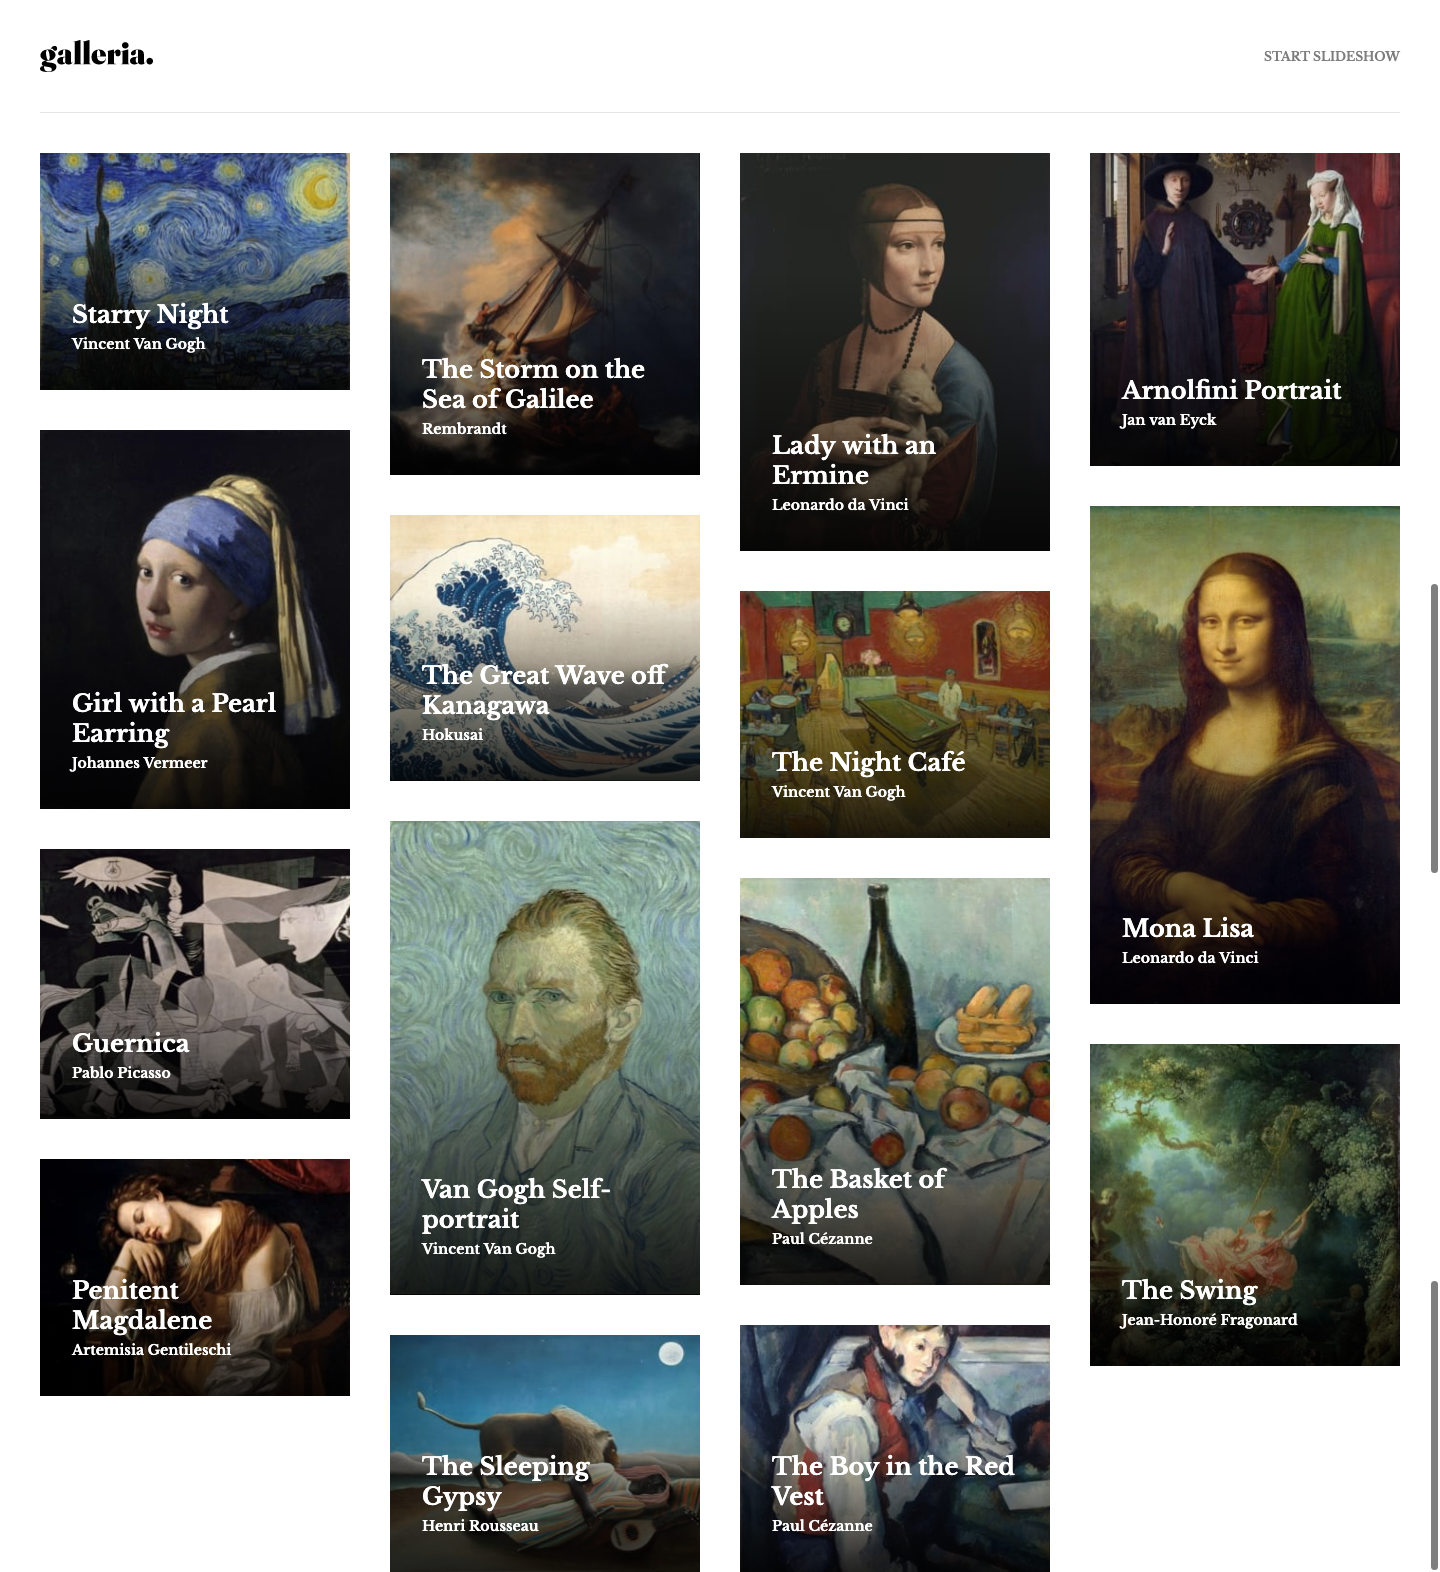 galleria.
START SLIDESHOW
Starry Night
Vincent Van Gogh
Girl with a Pearl
Earring
Johannes Vermeer
Guernica
Pablo Picasso
Penitent
Magdalene
Artemisia Gentileschi
The Storm on the
Sea of Galilee
Rembrandt
The Great Wave off
Kanagawa
Hokusai
Van Gogh Self-
portrait
Vincent Van Gogh
The Sleeping
Gypsy
Henri Rousseau
Lady with an
Ermine
Leonardo da Vinci
The Night Café
Vincent Van Gogh
The Basket of
Apples
Paul Cézanne
The Boy in the Red
Vest
Paul Cézanne
Arnolfini Portrait
Jan van Eyck
Mona Lisa
Leonardo da Vinci
The Swing
Jean-Honoré Fragonard